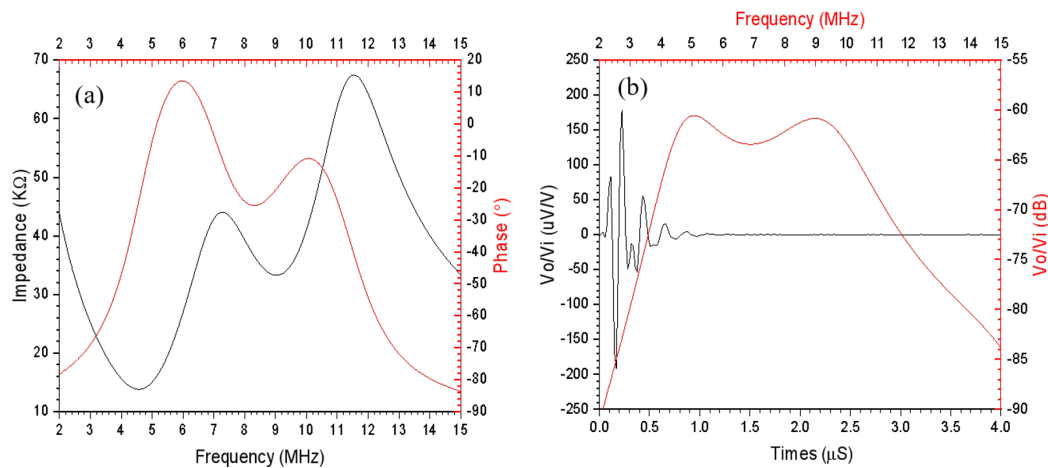 2 3 4 5 6 7 8 9 10 11 12 13 14 15
(a)
70
60
50
40
30
20
10
Impedance (KΩ)
20
10
0
-10
-20
-30
-40
-50
-60
-70
-80
-90
Phase (°)
2 3 4 5 6 7 8 9 10 11 12 13 14 15
Frequency (MHz)
Frequency (MHz)
2 3 4 5 6 7 8 9 10 11 12 13 14 15
(b)
250
200
150
100
50
0
-50
-100
-150
-200
-250
Vo/Vi (uV/V)
-55
-60
-65
-70
-75
-80
-85
-90
Vo/Vi (dB)
0.0 0.5 1.0 1.5 2.0 2.5 3.0 3.5 4.0
Times (μS)